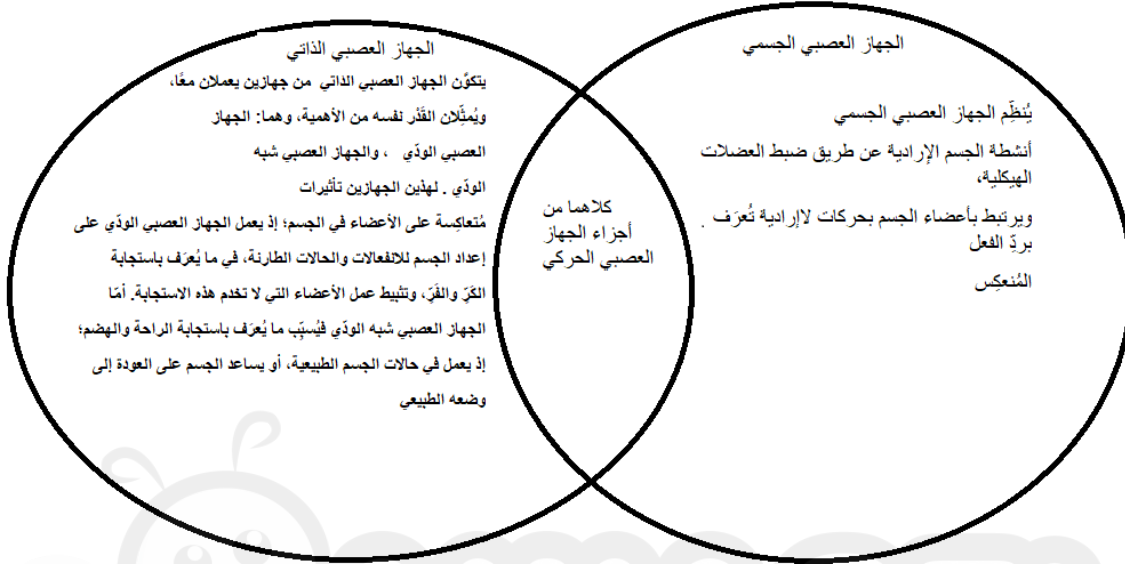 الجهاز العصبي الجسمي
يُنظِّم الجهاز العصبي الجسمي
أنشطة الجسم الإرادية عن طريق ضبط العضلات
الهيكلية،
ويرتبط بأعضاء الجسم بحركات لاإرادية تُعرَف .
بردِّ الفعل
المُنعكِس
كلاهما من
أجزاء الجهاز
العصبي الحركي
الجهاز العصبي الذاتي
يتكوَّن الجهاز العصبي الذاتي من جهازين يعملان معًا،
ويُمثِّلان القَدْر نفسه من الأهمية، وهما: الجهاز
العصبي الودّي ، والجهاز العصبي شبه
الودّي . لهذين الجهازين تأثيرات
مُتعاكِسة على الأعضاء في الجسم؛ إذ يعمل الجهاز العصبي الودّي على
إعداد الجسم للانفعالات والحالات الطارئة، في ما يُعرَف باستجابة
الكَرِّ والفَرِّ، وتثبيط عمل الأعضاء التي لا تخدم هذه الاستجابة. أمّا
الجهاز العصبي شبه الودّي فيُسبِّب ما يُعرَف باستجابة الراحة والهضم؛
إذ يعمل في حالات الجسم الطبيعية، أو يساعد الجسم على العودة إلى
وضعه الطبيعي